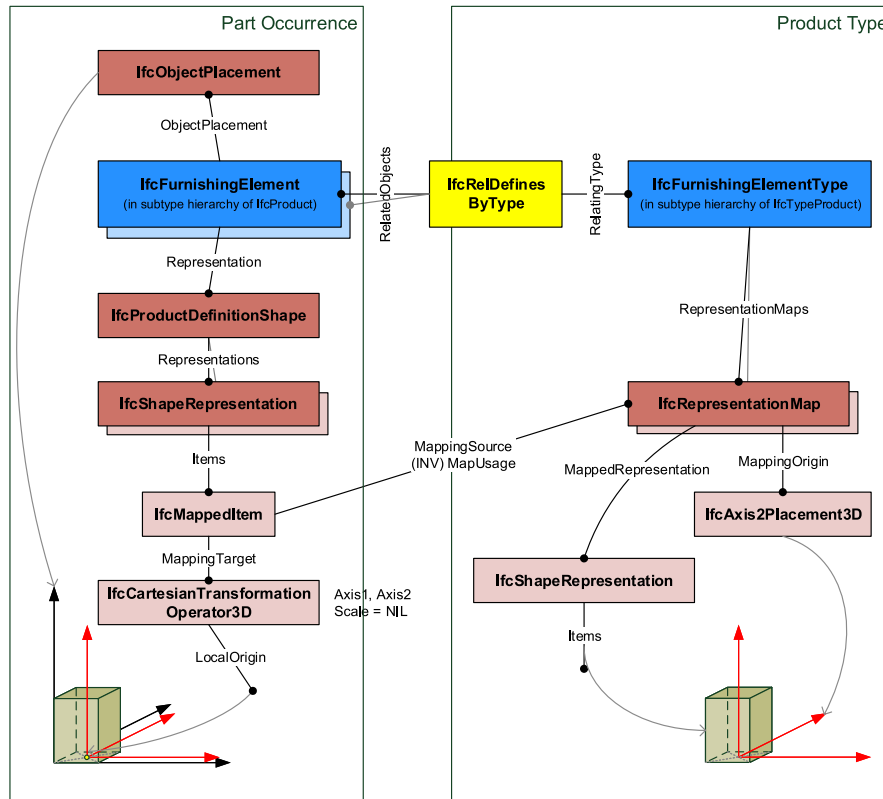 Part Occurrence
Product Type
IfcObjectPlacement
ObjectPlacement
IfcFurnishingElement
(in subtype hierarchy of IfcProduct)
RelatedObjects
IfcRelDefines
ByType
RelatingType
IfcFurnishingElementType
(in subtype hierarchy of IfcTypeProduct)
Representation
IfcProductDefinitionShape
RepresentationMaps
Representations
IfcShapeRepresentation
IfcRepresentationMap
MappingSource
(INV) MapUsage
Items
MappedRepresentation
MappingOrigin
IfcMappedItem
IfcAxis2Placement3D
MappingTarget
IfcShapeRepresentation
IfcCartesianTransformation
Operator3D
Axis1, Axis2
Scale = NIL
Items
LocalOrigin